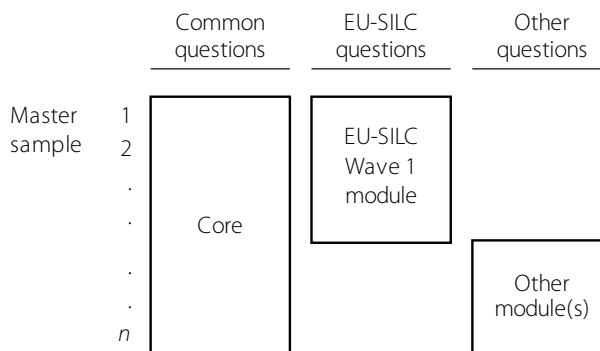 Common
questions
EU-SILC
questions
Other
questions
Master
sample
1
2
.
.
.
.
n
Core
EU-SILC
Wave 1
module
Other
module(s)